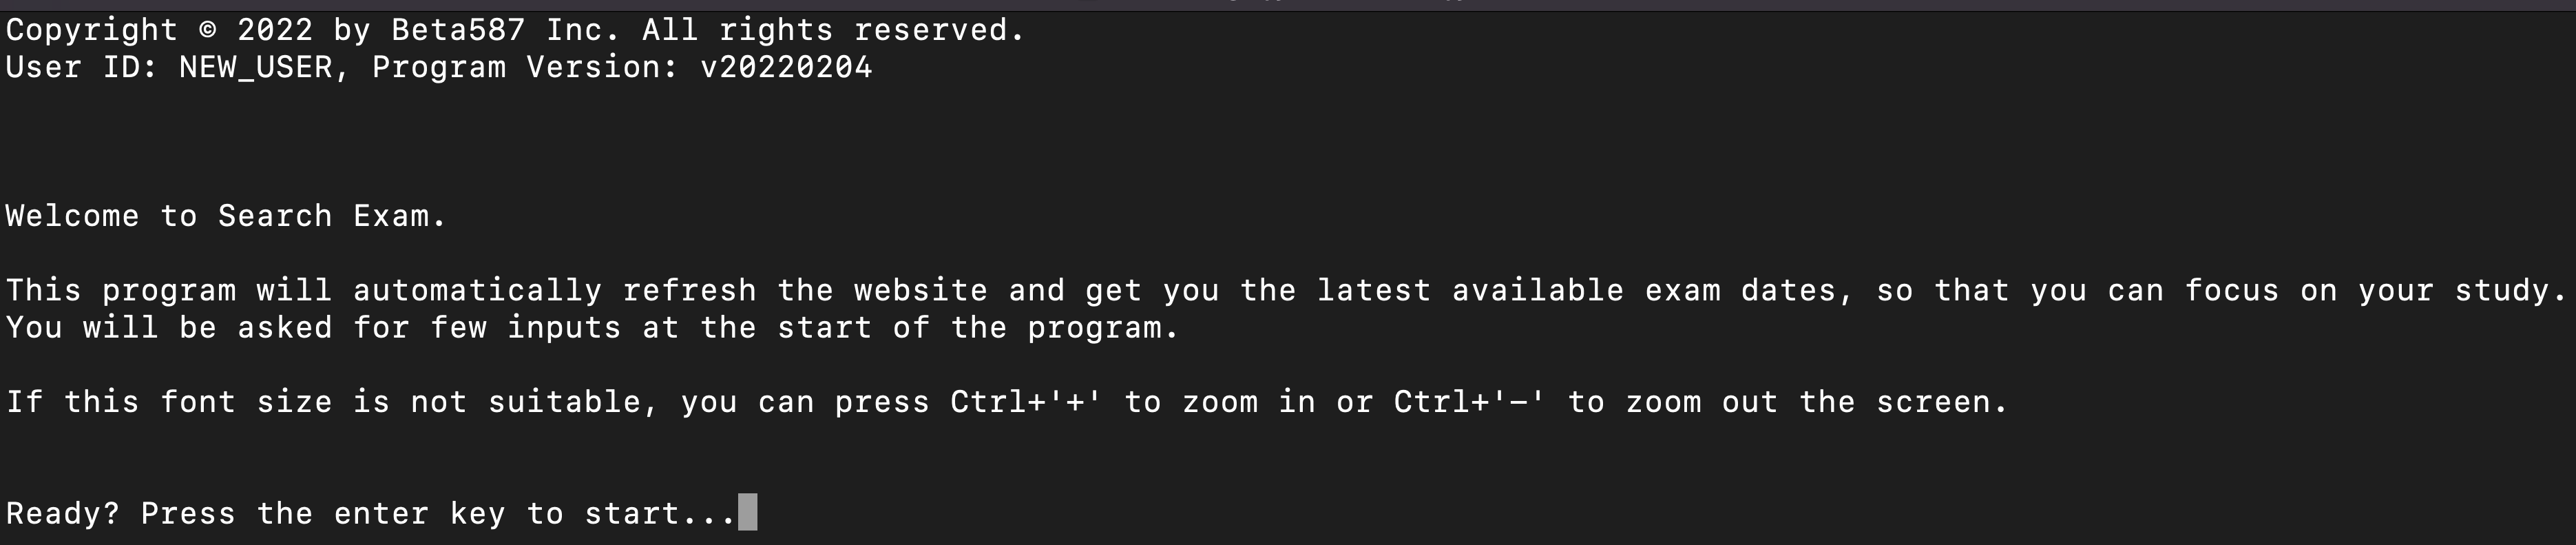 Copyright © 2022 by Beta587 Inc. All rights reserved.
User ID: NEW_USER, Program Version: v20220204
Welcome to Search Exam.
This program will automatically refresh the website and get you the latest available exam dates, so that you can focus on your study.
You will be asked for few inputs at the start of the program.
If this font size is not suitable, you can press Ctrl+'+' to zoom in or Ctrl+'-' to zoom out the screen.
Ready? Press the enter key to start...